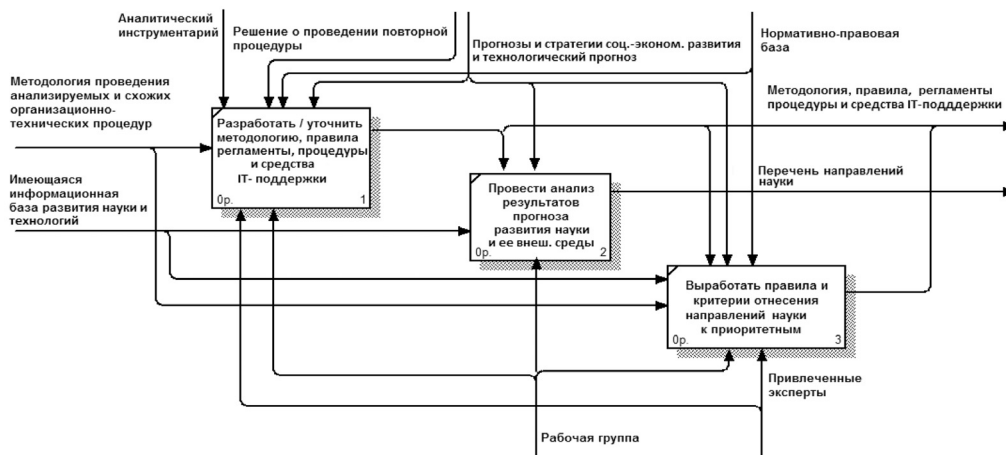 Аналитический
инструментарий
Решение о проведении повторной
процедуры
Прогнозы и стратегии соц.-эконом. развития
и технологический прогноз
Нормативно-правовая
база
Методология проведения
анализируемых и схожих
организационно-
технических процедур
Методология, правила, регламенты
процедуры и средства IT-подддержки
Разработать / уточнить
методологию, правила
регламенты, процедуры
и средства
IT- поддержки
0р.
1
Имеющаяся
информационная
база развития науки и
технологий
Перечень направлений
науки
Провести анализ
результатов
прогноза
развития науки
и ее внеш. среды
0р.
2
Выработать правила и
критерии отнесения
направлений науки
к приоритетным
0р.
3
Привлеченные
эксперты
Рабочая группа